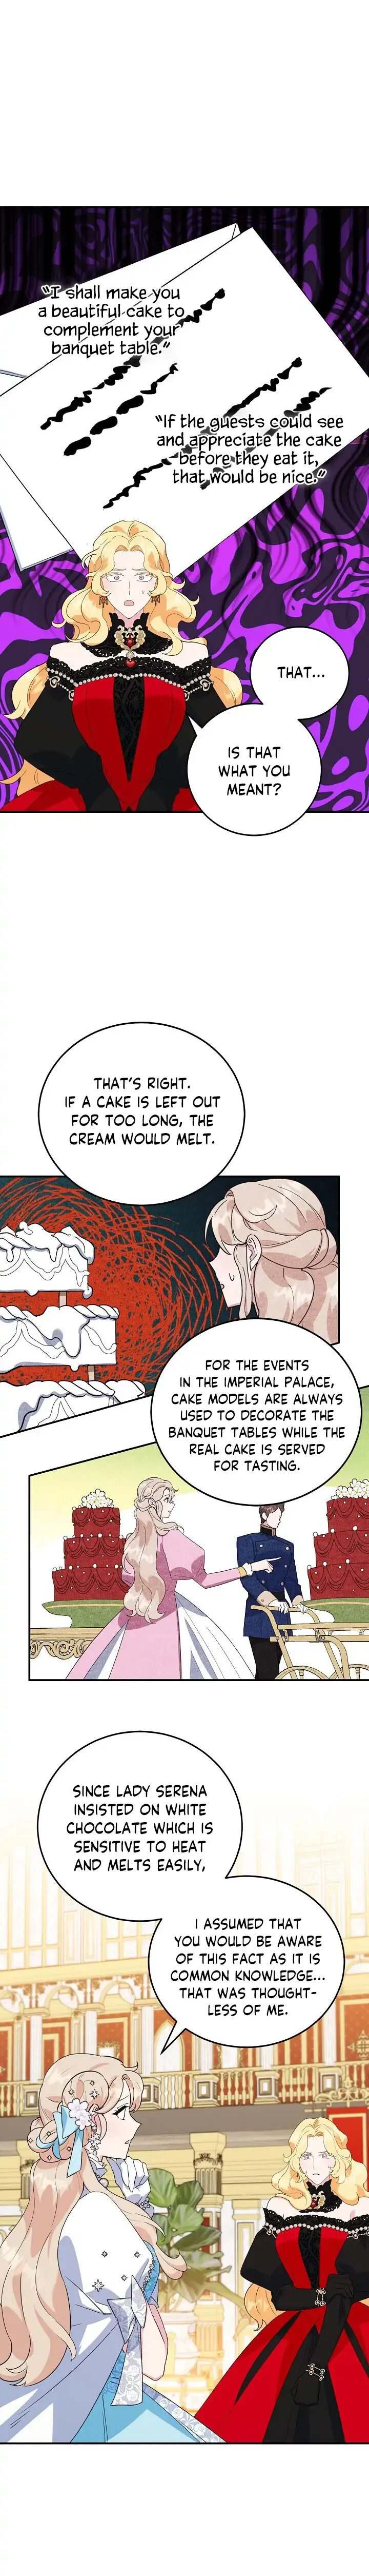 “I shall make you
a beautiful cake to
complement your
banquet table.”
“If the guests could see
and appreciate the cake
before they eat it,
that would be nice.”
THAT...
IS THAT
WHAT YOU
MEANT?
THAT'S RIGHT.
IF A CAKE IS LEFT OUT
FOR TOO LONG, THE
CREAM WOULD MELT.
FOR THE EVENTS
IN THE IMPERIAL PALACE,
CAKE MODELS ARE ALWAYS
USED TO DECORATE THE
BANQUET TABLES WHILE THE
REAL CAKE IS SERVED
FOR TASTING.
SINCE LADY SERENA
INSISTED ON WHITE
CHOCOLATE WHICH IS
SENSITIVE TO HEAT
AND MELTS EASILY,
I ASSUMED THAT
YOU WOULD BE AWARE
OF THIS FACT AS IT IS
COMMON KNOWLEDGE...
THAT WAS THOUGHT-
LESS OF ME.